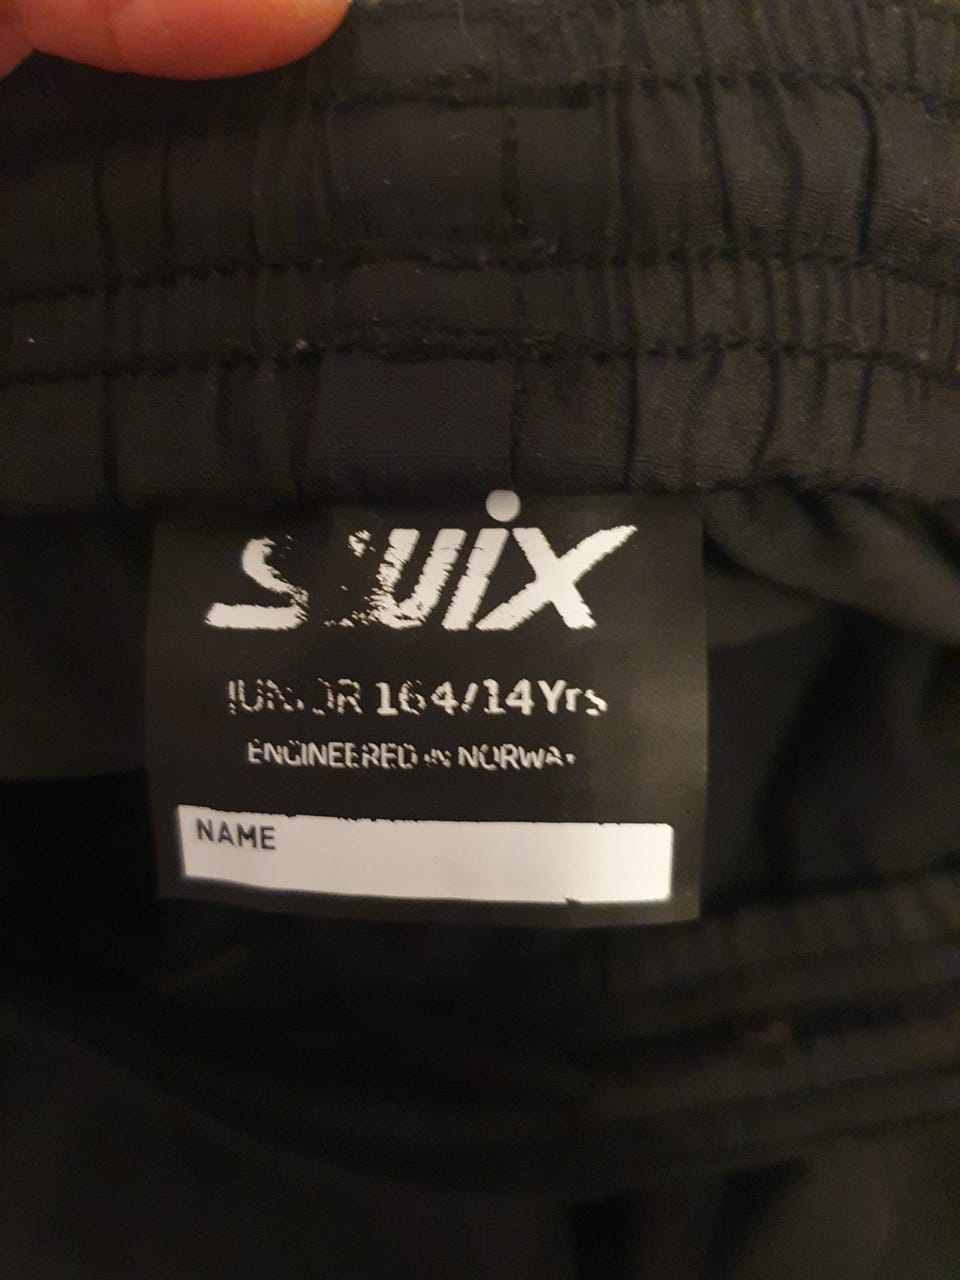 SWIX
JUNIOR 164/14Yrs
ENGINEERED IN NORWAY
NAME